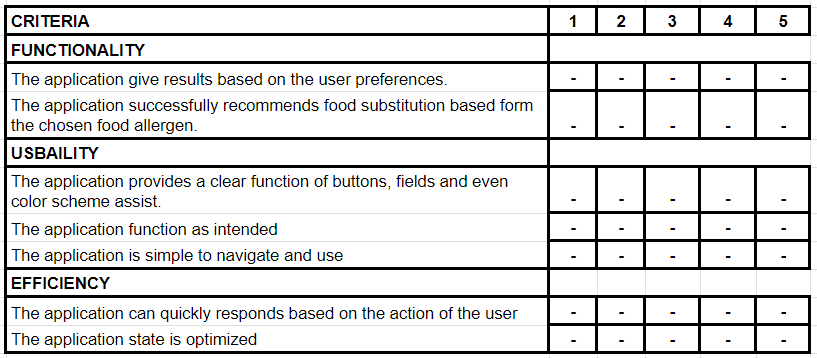 CRITERIA 1 2 3 4 5
FUNCTIONALITY
The application give results based on the user preferences. - - - - -
The application successfully recommends food substitution based form
the chosen food allergen. - - - - -
USBAILITY
The application provides a clear function of buttons, fields and even
color scheme assist. - - - - -
The application function as intended - - - - -
The application is simple to navigate and use - - - - -
EFFICIENCY
The application can quickly responds based on the action of the user - - - - -
The application state is optimized - - - - -